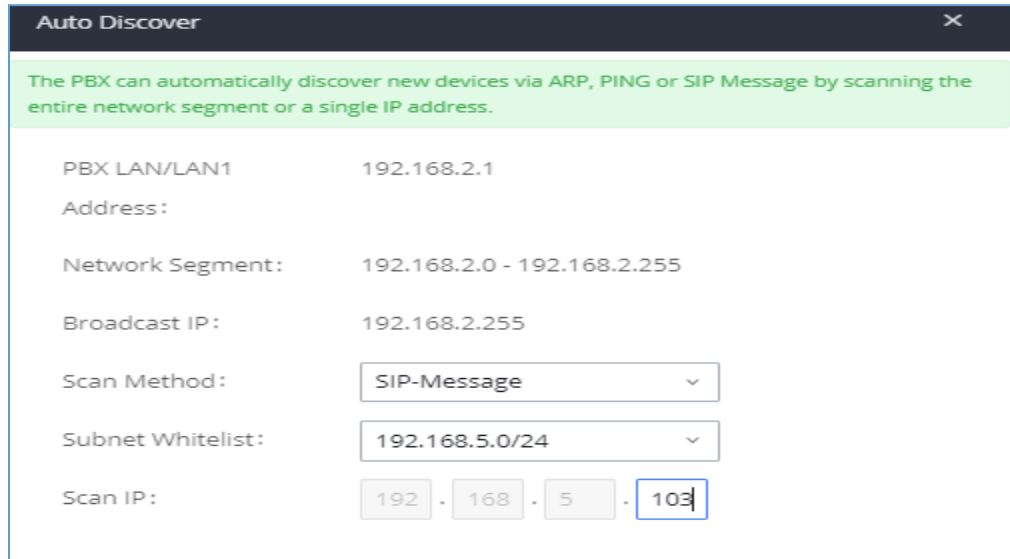 Auto Discover ×
The PBX can automatically discover new devices via ARP, PING or SIP Message by scanning the
entire network segment or a single IP address.
PBX LAN/LAN1 192.168.2.1
Address:
Network Segment: 192.168.2.0 - 192.168.2.255
Broadcast IP: 192.168.2.255
Scan Method: SIP-Message
Subnet Whitelist: 192.168.5.0/24
Scan IP: 192 . 168 . 5 . 103